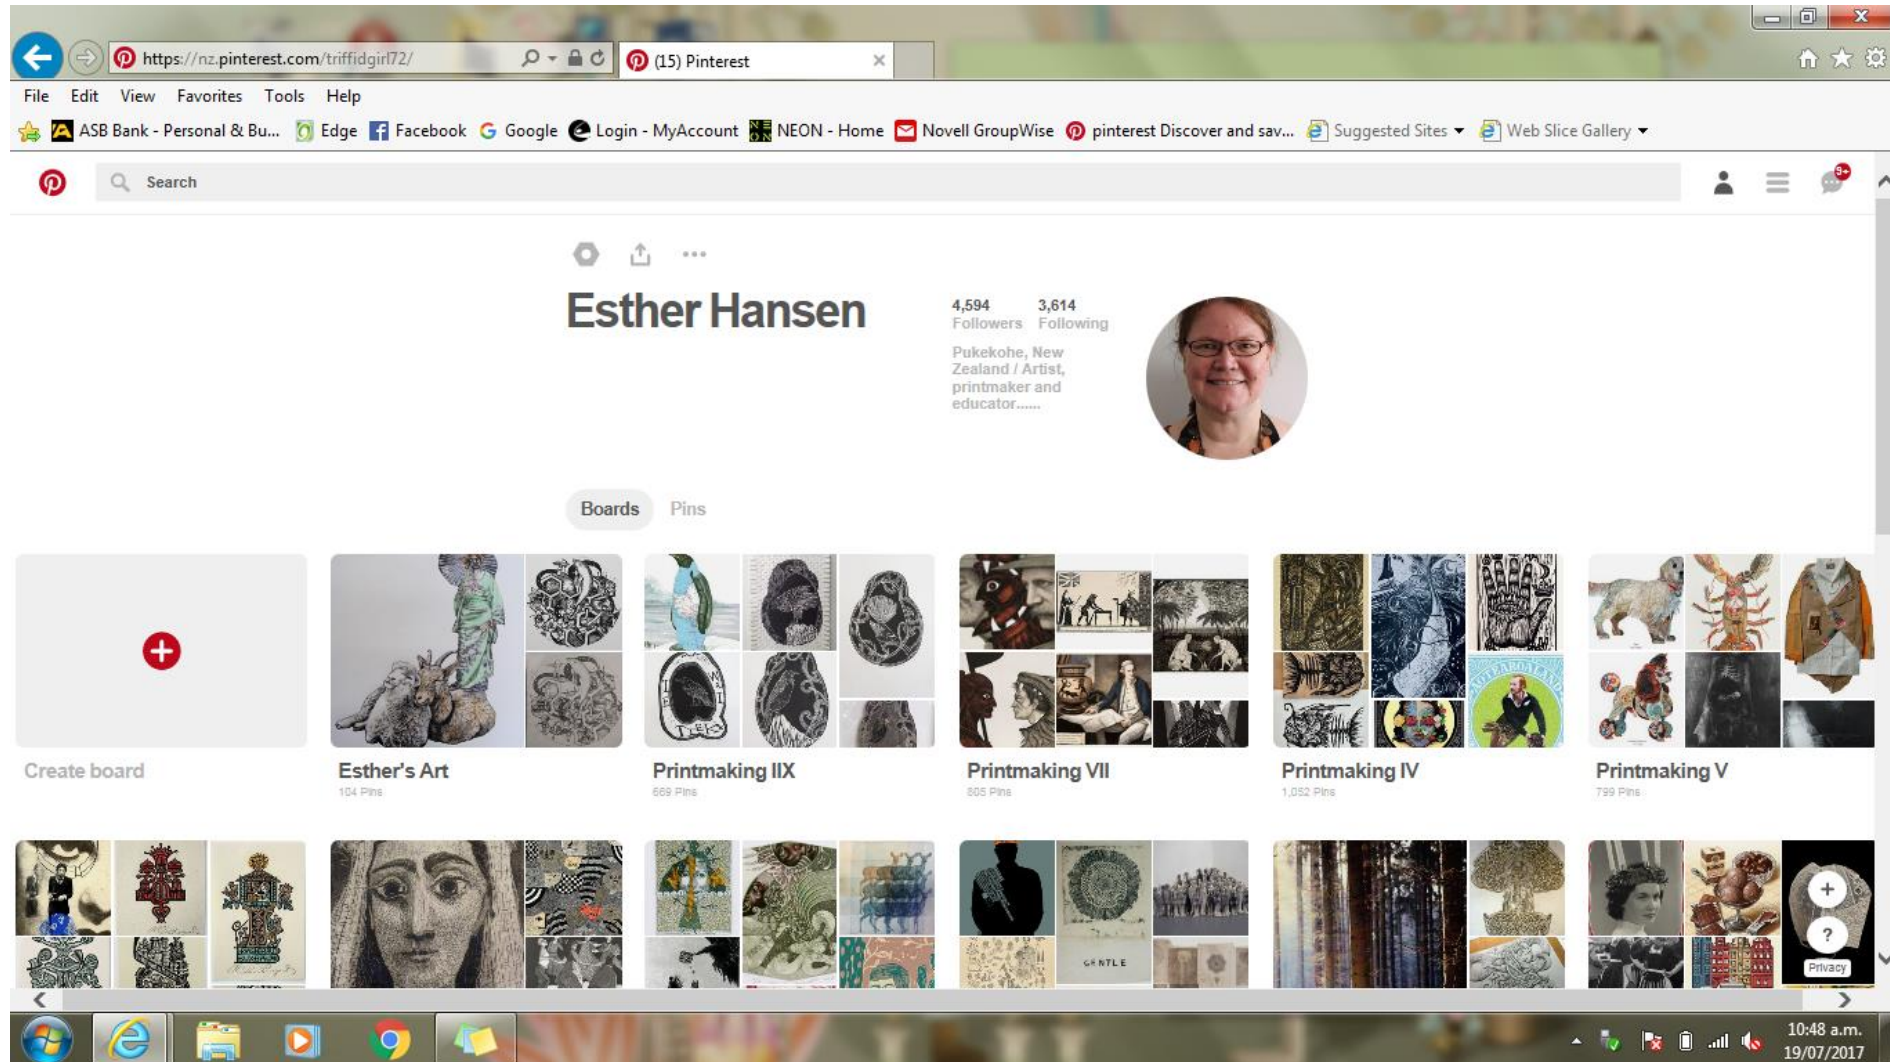 https://nz.pinterest.com/triffidgirl72/
(15) Pinterest
File Edit View Favorites Tools Help
ASB Bank - Personal & Bu... Edge Facebook Google Login - MyAccount NEON - Home Novell GroupWise pinterest Discover and sav... Suggested Sites Web Slice Gallery
Search
9+
Esther Hansen
4,594 3,614
Followers Following
Pukekohe, New
Zealand / Artist,
printmaker and
educator......
Boards Pins
AOTEAROALAND
Create board
Esther's Art
104 Pins
Printmaking IIX
669 Pins
Printmaking VII
805 Pins
Printmaking IV
1,052 Pins
Printmaking V
799 Pins
GENTLE
+
?
Privacy
10:48 a.m.
19/07/2017